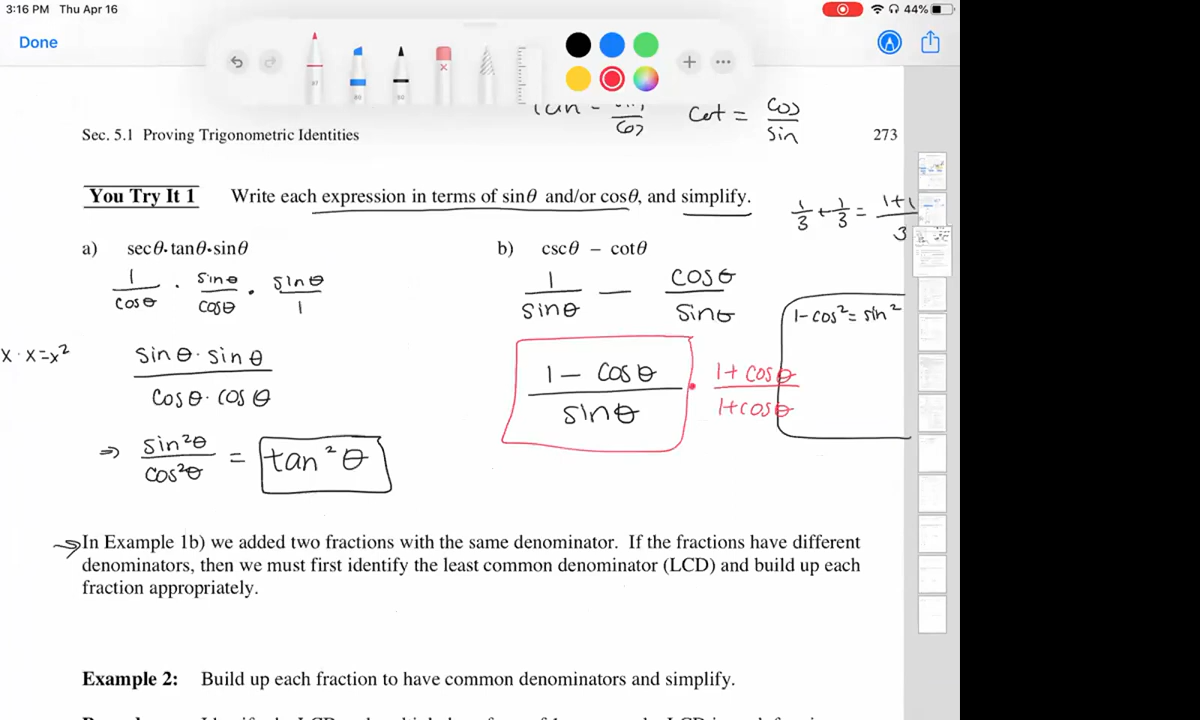 3:16 PM Thu Apr 16
44%
Done
cot = cos/sin
Sec. 5.1 Proving Trigonometric Identities
273
You Try It 1 Write each expression in terms of sinθ and/or cosθ, and simplify.
1/3 + 1/3 = 1+1/3
a) secθ·tanθ·sinθ
b) cscθ − cotθ
1/cosθ · sinθ/cosθ · sinθ/1
1/sinθ − cosθ/sinθ
1-cos²=sin²
x·x=x²
sinθ·sinθ/cosθ·cosθ
1 − cosθ/sinθ · 1+cosθ/1+cosθ
⇒ sin²θ/cos²θ = tan²θ
→In Example 1b) we added two fractions with the same denominator. If the fractions have different
denominators, then we must first identify the least common denominator (LCD) and build up each
fraction appropriately.
Example 2: Build up each fraction to have common denominators and simplify.